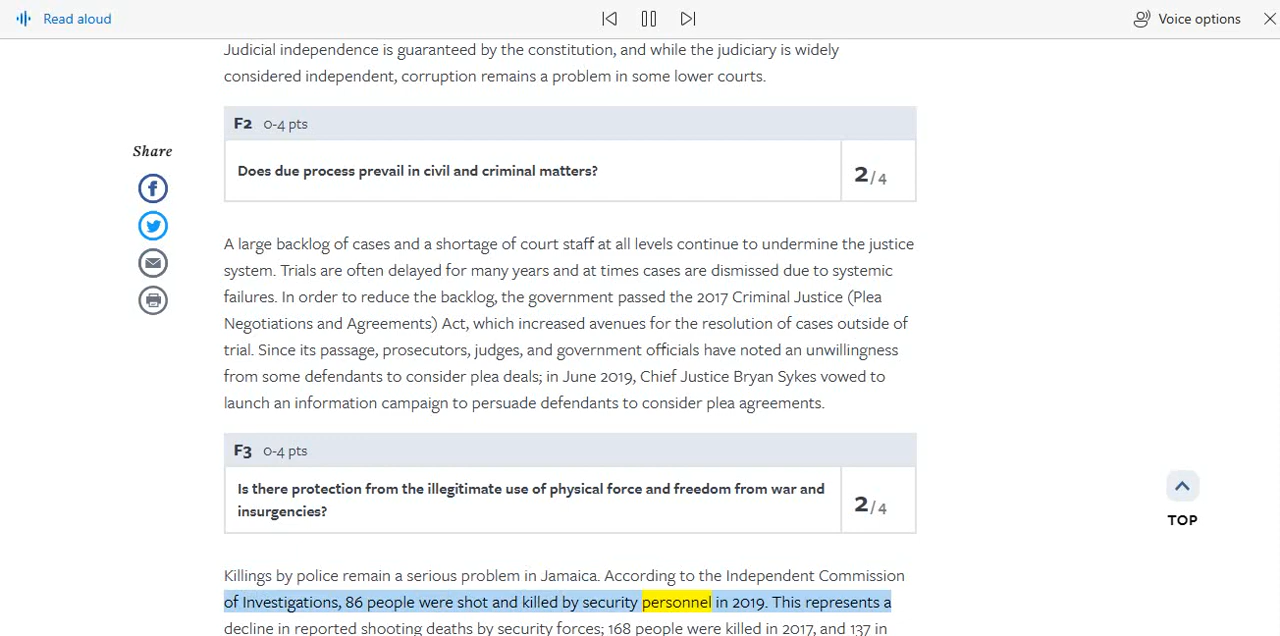 Read aloud
Voice options
Judicial independence is guaranteed by the constitution, and while the judiciary is widely
considered independent, corruption remains a problem in some lower courts.
F2 0-4 pts
Share
Does due process prevail in civil and criminal matters?
2/4
A large backlog of cases and a shortage of court staff at all levels continue to undermine the justice
system. Trials are often delayed for many years and at times cases are dismissed due to systemic
failures. In order to reduce the backlog, the government passed the 2017 Criminal Justice (Plea
Negotiations and Agreements) Act, which increased avenues for the resolution of cases outside of
trial. Since its passage, prosecutors, judges, and government officials have noted an unwillingness
from some defendants to consider plea deals; in June 2019, Chief Justice Bryan Sykes vowed to
launch an information campaign to persuade defendants to consider plea agreements.
F3 0-4 pts
Is there protection from the illegitimate use of physical force and freedom from war and
insurgencies?
2/4
TOP
Killings by police remain a serious problem in Jamaica. According to the Independent Commission
of Investigations, 86 people were shot and killed by security personnel in 2019. This represents a
decline in reported shooting deaths by security forces; 168 people were killed in 2017, and 137 in